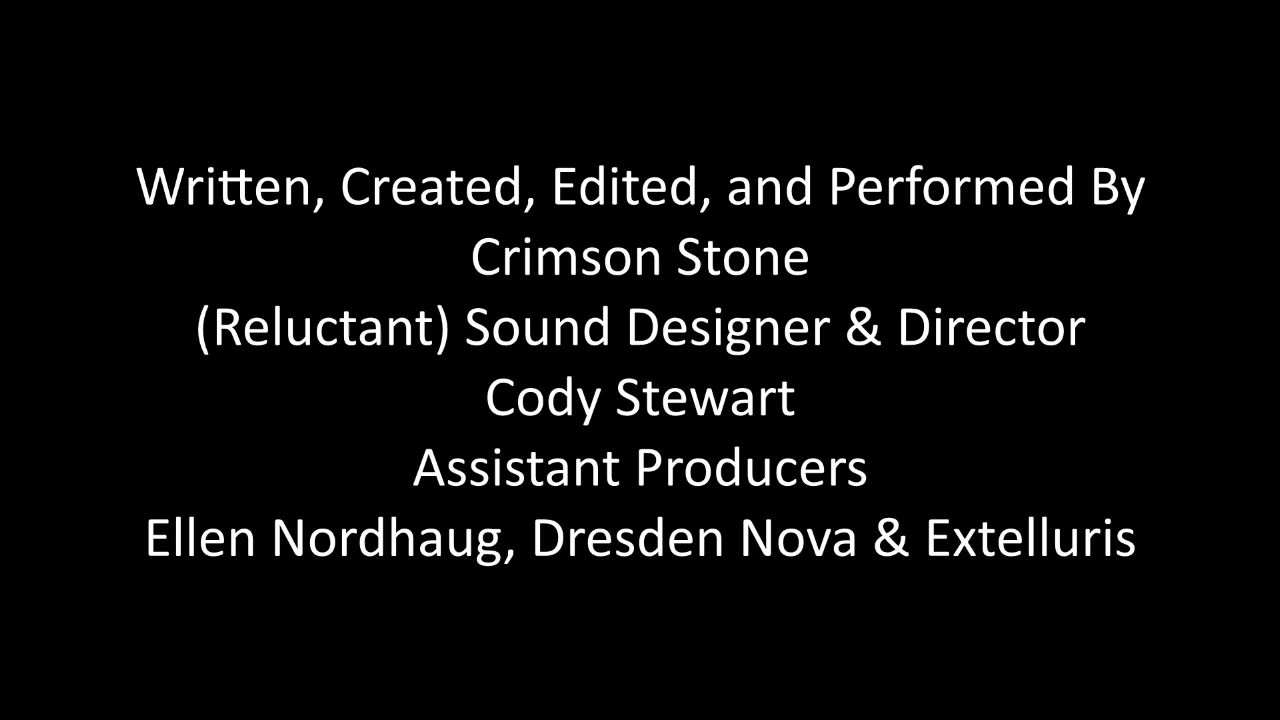 Written, Created, Edited, and Performed By
Crimson Stone
(Reluctant) Sound Designer & Director
Cody Stewart
Assistant Producers
Ellen Nordhaug, Dresden Nova & Extelluris